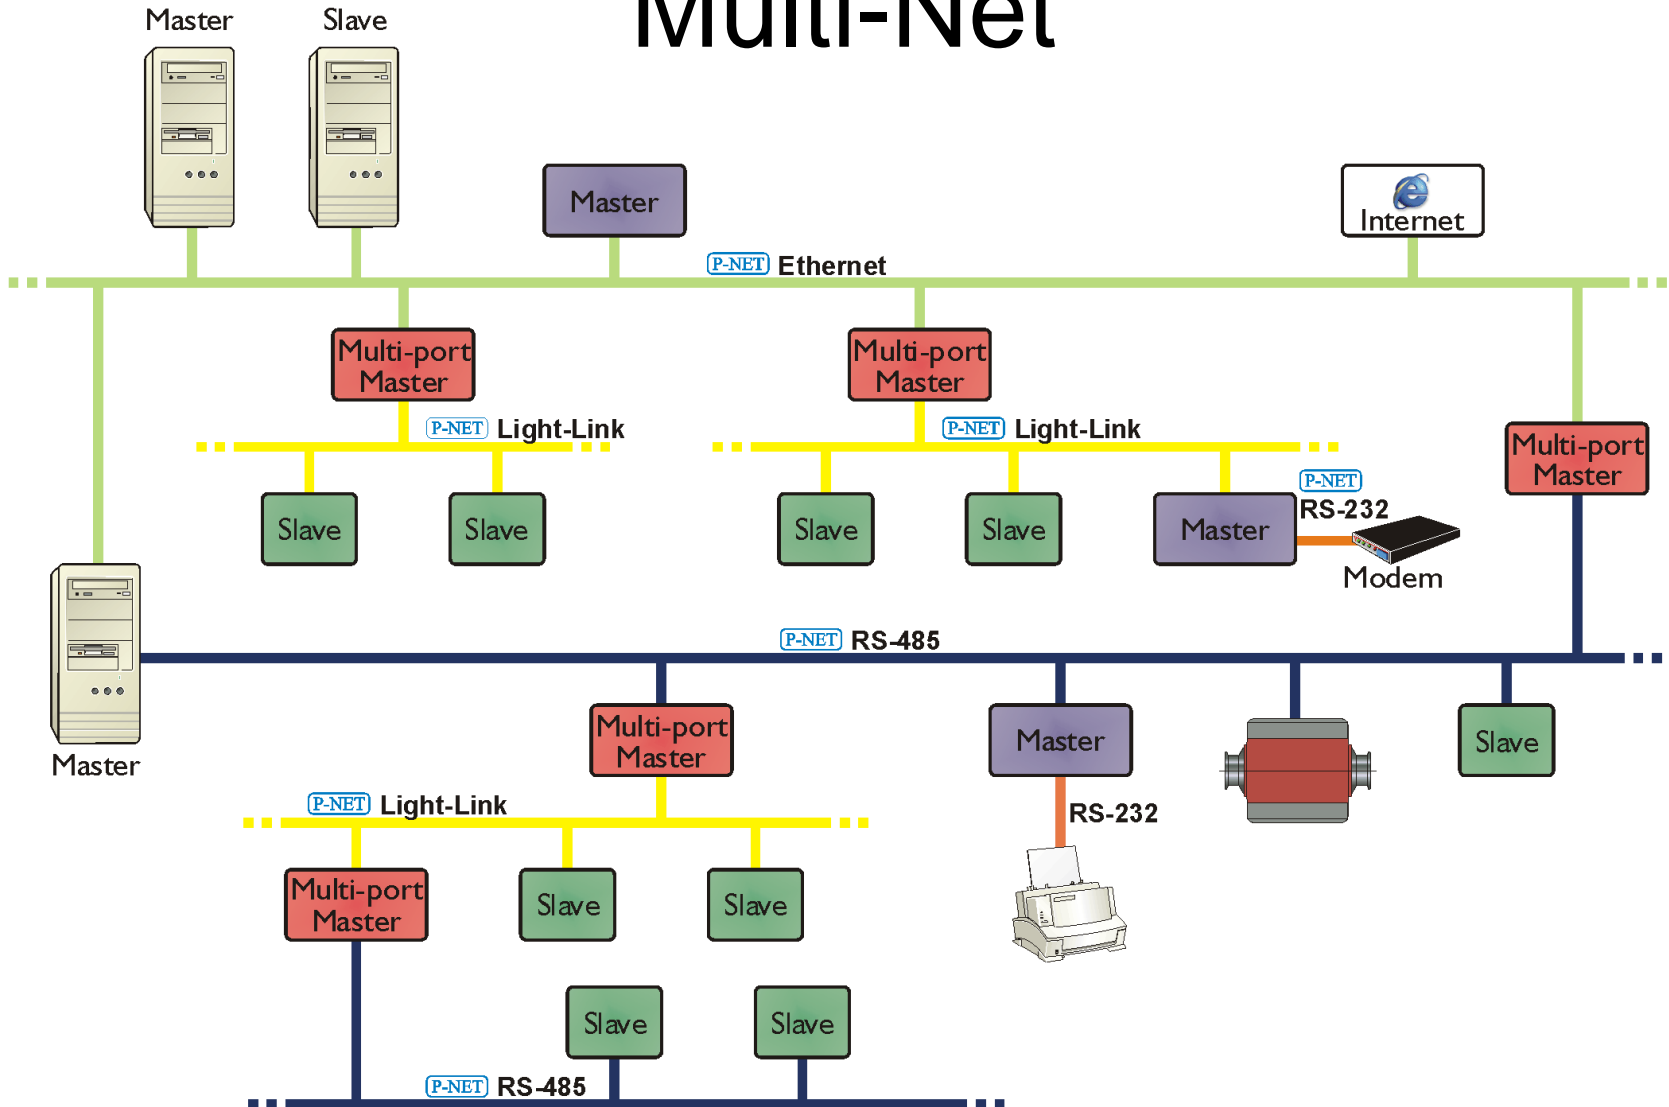 Multi-Net
Master
Slave
Master
Internet
P-NET Ethernet
Multi-port
Master
Multi-port
Master
P-NET Light-Link
P-NET Light-Link
Multi-port
Master
Slave
Slave
Slave
Slave
Master
P-NET
RS-232
Modem
Master
P-NET RS-485
Multi-port
Master
Master
Slave
P-NET Light-Link
RS-232
Multi-port
Master
Slave
Slave
Slave
Slave
P-NET RS-485